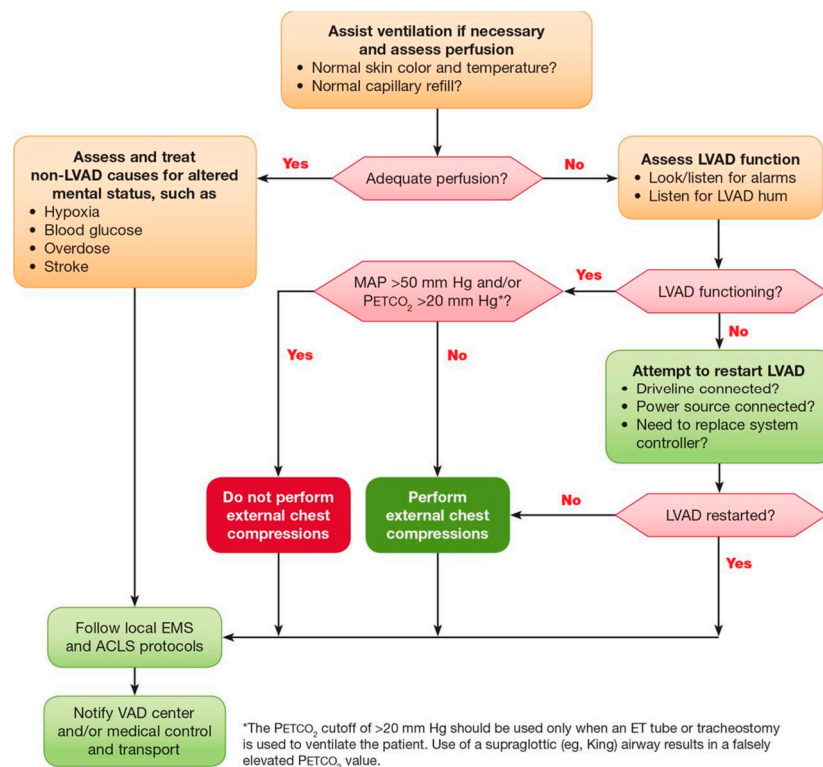 Assist ventilation if necessary
and assess perfusion
• Normal skin color and temperature?
• Normal capillary refill?
Adequate perfusion?
Yes
No
Assess and treat
non-LVAD causes for altered
mental status, such as
• Hypoxia
• Blood glucose
• Overdose
• Stroke
Assess LVAD function
• Look/listen for alarms
• Listen for LVAD hum
LVAD functioning?
Yes
No
MAP >50 mm Hg and/or
PETCO₂ >20 mm Hg*?
Yes
No
Attempt to restart LVAD
• Driveline connected?
• Power source connected?
• Need to replace system
controller?
Do not perform
external chest
compressions
Perform
external chest
compressions
No
LVAD restarted?
Yes
Follow local EMS
and ACLS protocols
Notify VAD center
and/or medical control
and transport
*The PETCO₂ cutoff of >20 mm Hg should be used only when an ET tube or tracheostomy
is used to ventilate the patient. Use of a supraglottic (eg, King) airway results in a falsely
elevated PETCO₂ value.